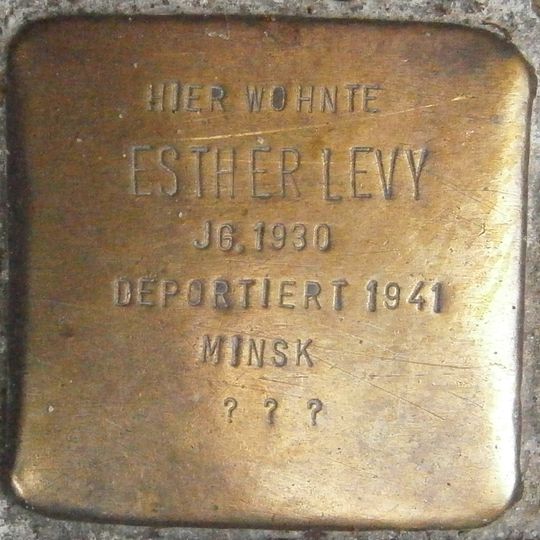 HIER WOHNTE
ESTHER LEVY
JG. 1930
DEPORTIERT 1941
MINSK
? ? ?